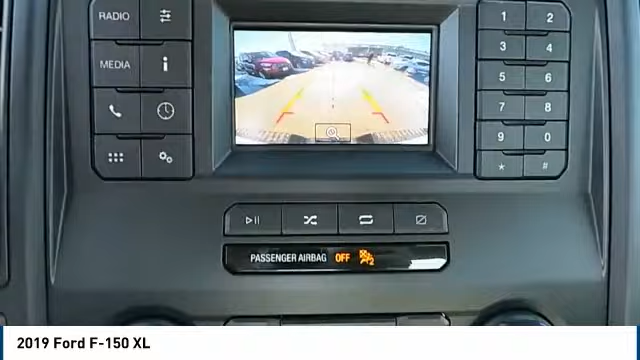 RADIO
MEDIA
1 2
3 4
5 6
7 8
9 0
* #
PASSENGER AIRBAG OFF 2
2019 Ford F-150 XL